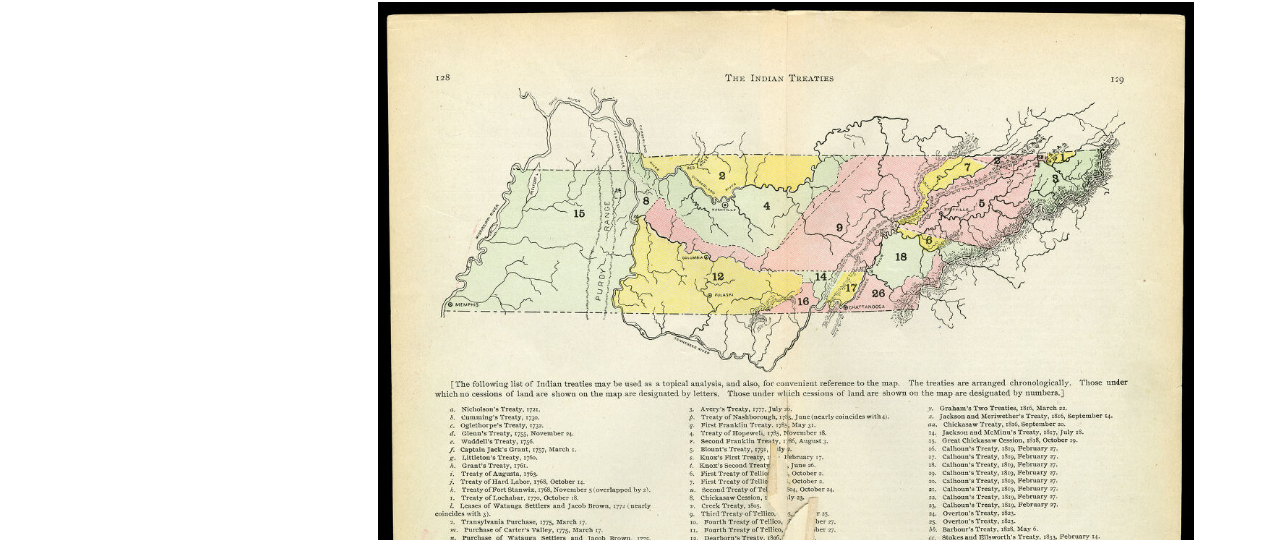 128
THE INDIAN TREATIES
129
2
7
2
1
3
15
RANGE
8
4
9
5
6
18
COLUMBIA
12
14
PULASKI
17
26
16
PURDY
MEMPHIS
CHATTANOOGA
TENNESSEE RIVER
[The following list of Indian treaties may be used as a topical analysis, and also, for convenient reference to the map. The treaties are arranged chronologically. Those under
which no cessions of land are shown on the map are designated by letters. Those under which cessions of land are shown on the map are designated by numbers.]
a. Nicholson's Treaty, 1721.
b. Cumming's Treaty, 1730.
c. Oglethorpe's Treaty, 1732.
d. Glenn's Treaty, 1755, November 24.
e. Waddell's Treaty, 1756.
f. Captain Jack's Grant, 1757, March 1.
g. Littleton's Treaty, 1760.
h. Grant's Treaty, 1761.
i. Treaty of Augusta, 1763.
j. Treaty of Hard Labor, 1768, October 14.
k. Treaty of Fort Stanwix, 1768, November 5 (overlapped by 2).
1. Treaty of Lochabar, 1770, October 18.
l. Leases of Watauga Settlers and Jacob Brown, 1772 (nearly
coincides with 3).
2. Transylvania Purchase, 1775, March 17.
m. Purchase of Carter's Valley, 1775, March 17.
n. Purchase of Watauga Settlers and Jacob Brown, 1775,
3. Avery's Treaty, 1777, July 20.
p. Treaty of Nashborough, 1783, June (nearly coincides with 4).
q. First Franklin Treaty, 1785, May 31.
4. Treaty of Hopewell, 1785, November 18.
r. Second Franklin Treaty, 1786, August 3.
5. Blount's Treaty, 1791, July 2.
s. Knox's First Treaty, February 17.
t. Knox's Second Treaty, June 26.
6. First Treaty of Tellico, October 2.
7. First Treaty of Tellico, October 2.
u. Second Treaty of Tel 1804, October 24.
8. Chickasaw Cession, July 23.
v. Creek Treaty, 1805.
9. Third Treaty of Tellico, r 25.
10. Fourth Treaty of Tellico, ber 27.
11. Fourth Treaty of Tellico, ber 27.
12. Dearborn's Treaty, 1806,
y. Graham's Two Treaties, 1816, March 22.
z. Jackson and Meriwether's Treaty, 1816, September 14.
aa. Chickasaw Treaty, 1816, September 20.
14. Jackson and McMinn's Treaty, 1817, July 18.
15. Great Chickasaw Cession, 1818, October 19.
16. Calhoun's Treaty, 1819, February 27.
17. Calhoun's Treaty, 1819, February 27.
18. Calhoun's Treaty, 1819, February 27.
19. Calhoun's Treaty, 1819, February 27.
20. Calhoun's Treaty, 1819, February 27.
21. Calhoun's Treaty, 1819, February 27.
22. Calhoun's Treaty, 1819, February 27.
23. Calhoun's Treaty, 1819, February 27.
24. Overton's Treaty, 1823.
25. Overton's Treaty, 1823.
bb. Barbour's Treaty, 1828, May 6.
cc. Stokes and Ellsworth's Treaty, 1833, February 14.